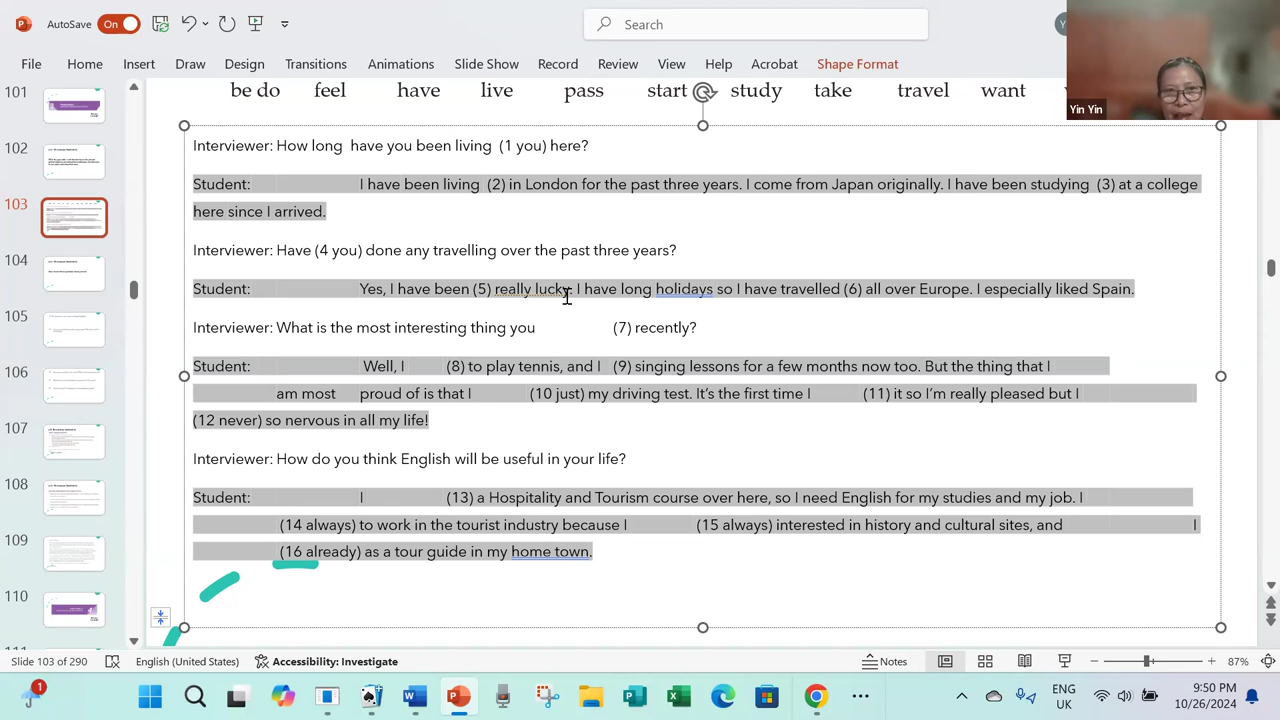 AutoSave On Search Y
File Home Insert Draw Design Transitions Animations Slide Show Record Review View Help Acrobat Shape Format
Yin Yin
be do feel have live pass start study take travel want
Interviewer: How long have you been living (1 you) here?
Student: I have been living (2) in London for the past three years. I come from Japan originally. I have been studying (3) at a college
here since I arrived.
Interviewer: Have (4 you) done any travelling over the past three years?
Student: Yes, I have been (5) really lucky. I have long holidays so I have travelled (6) all over Europe. I especially liked Spain.
Interviewer: What is the most interesting thing you (7) recently?
Student: Well, I (8) to play tennis, and I (9) singing lessons for a few months now too. But the thing that I
am most proud of is that I (10 just) my driving test. It's the first time I (11) it so I'm really pleased but I
(12 never) so nervous in all my life!
Interviewer: How do you think English will be useful in your life?
Student: I (13) a Hospitality and Tourism course over here, so I need English for my studies and my job. I
(14 always) to work in the tourist industry because I (15 always) interested in history and cultural sites, and I
(16 already) as a tour guide in my home town.
101
102
103
104
105
106
107
108
109
110
Slide 103 of 290 English (United States) Accessibility: Investigate Notes 87%
1 ENG 9:50 PM
UK 10/26/2024